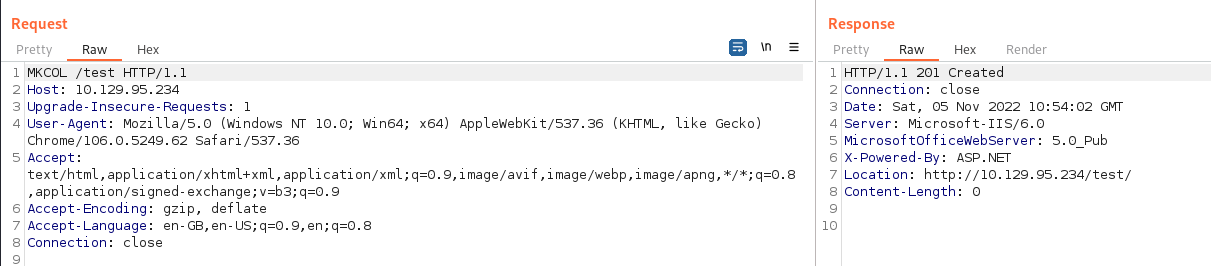 Request
Pretty Raw Hex \n
1 MKCOL /test HTTP/1.1
2 Host: 10.129.95.234
3 Upgrade-Insecure-Requests: 1
4 User-Agent: Mozilla/5.0 (Windows NT 10.0; Win64; x64) AppleWebKit/537.36 (KHTML, like Gecko)
Chrome/106.0.5249.62 Safari/537.36
5 Accept:
text/html,application/xhtml+xml,application/xml;q=0.9,image/avif,image/webp,image/apng,*/*;q=0.8
,application/signed-exchange;v=b3;q=0.9
6 Accept-Encoding: gzip, deflate
7 Accept-Language: en-GB,en-US;q=0.9,en;q=0.8
8 Connection: close
9
Response
Pretty Raw Hex Render
1 HTTP/1.1 201 Created
2 Connection: close
3 Date: Sat, 05 Nov 2022 10:54:02 GMT
4 Server: Microsoft-IIS/6.0
5 MicrosoftOfficeWebServer: 5.0_Pub
6 X-Powered-By: ASP.NET
7 Location: http://10.129.95.234/test/
8 Content-Length: 0
9
10